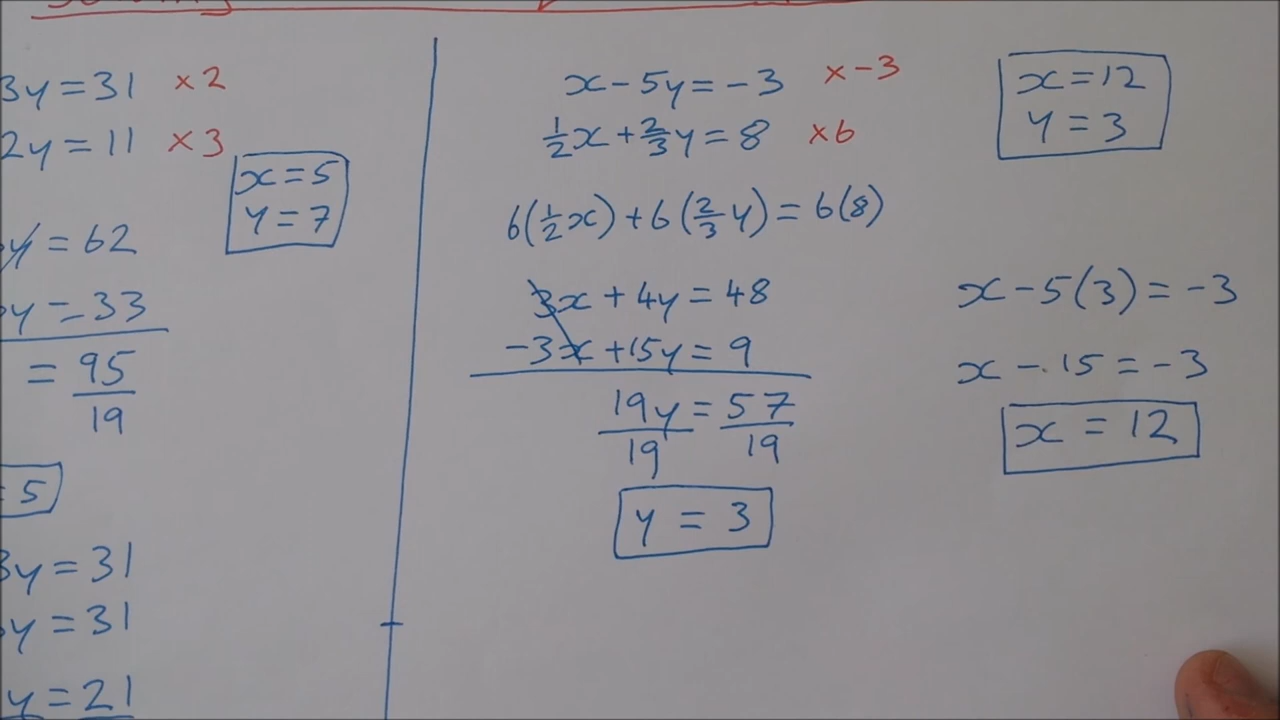 3y = 31 × 2
2y = 11 × 3
x = 5
y = 7
y = 62
y = 33
= 95/19
= 5
3y = 31
y = 31
y = 21
x - 5y = -3 × -3
1/2x + 2/3y = 8 × 6
6(1/2x) + 6(2/3y) = 6(8)
3x + 4y = 48
-3x + 15y = 9
19y/19 = 57/19
y = 3
x = 12
y = 3
x - 5(3) = -3
x - 15 = -3
x = 12